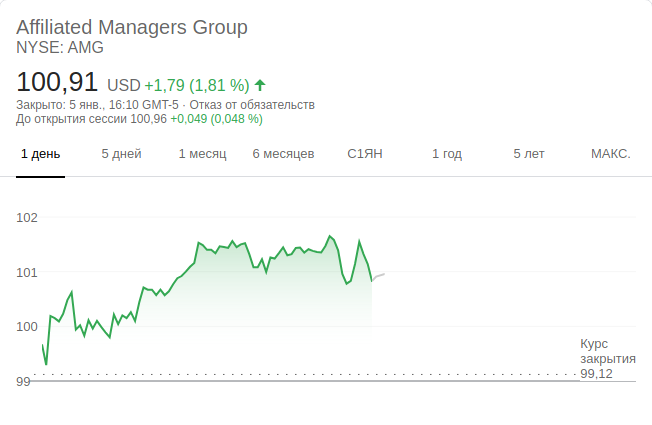 Affiliated Managers Group
NYSE: AMG
100,91 USD +1,79 (1,81 %)
Закрыто: 5 янв., 16:10 GMT-5 · Отказ от обязательств
До открытия сессии 100,96 +0,049 (0,048 %)
1 день 5 дней 1 месяц 6 месяцев С1ЯН 1 год 5 лет МАКС.
102
101
100
99
Курс
закрытия
99,12